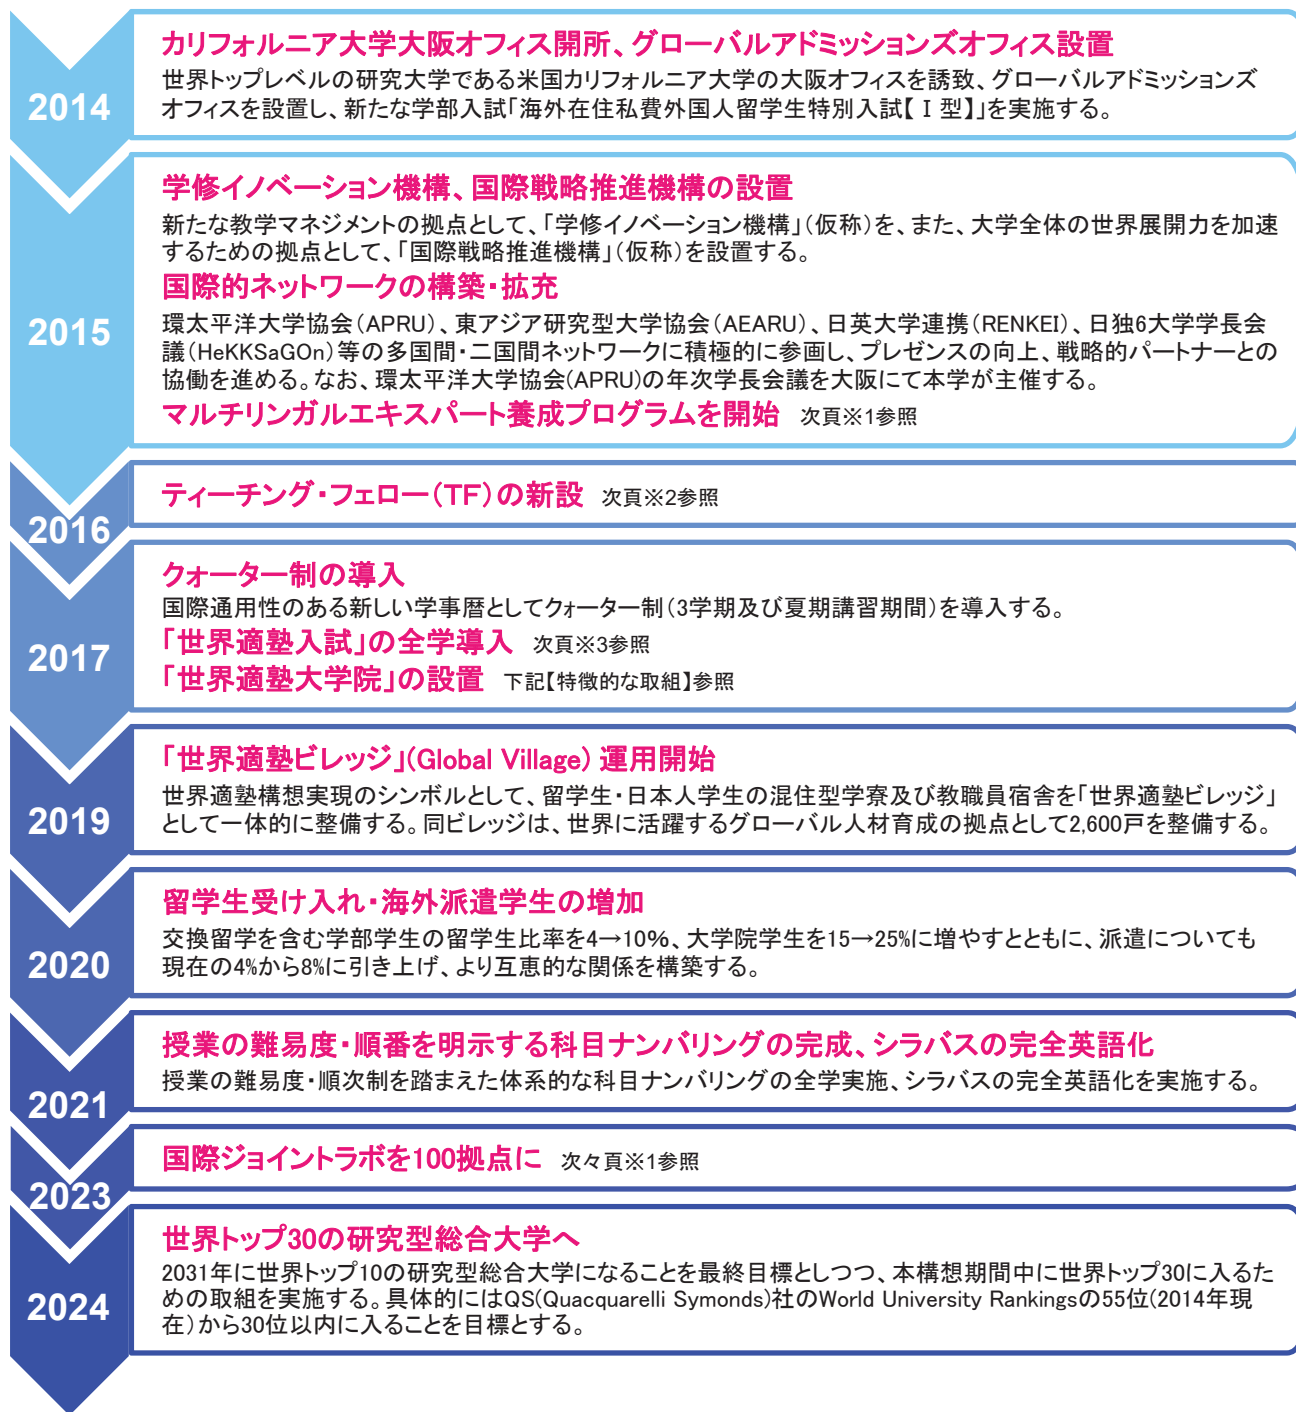 2014
カリフォルニア大学大阪オフィス開所、グローバルアドミッションズオフィス設置
世界トップレベルの研究大学である米国カリフォルニア大学の大阪オフィスを誘致、グローバルアドミッションズ
オフィスを設置し、新たな学部入試「海外在住私費外国人留学生特別入試【Ⅰ型】」を実施する。
2015
学修イノベーション機構、国際戦略推進機構の設置
新たな教学マネジメントの拠点として、「学修イノベーション機構」（仮称）を、また、大学全体の世界展開力を加速
するための拠点として、「国際戦略推進機構」（仮称）を設置する。
国際的ネットワークの構築・拡充
環太平洋大学協会（APRU）、東アジア研究型大学協会（AEARU）、日英大学連携（RENKEI）、日独6大学学長会
議（HeKKSaGOn）等の多国間・二国間ネットワークに積極的に参画し、プレゼンスの向上、戦略的パートナーとの
協働を進める。なお、環太平洋大学協会(APRU)の年次学長会議を大阪にて本学が主催する。
マルチリンガルエキスパート養成プログラムを開始　次頁※1参照
2016
ティーチング・フェロー（TF）の新設　次頁※2参照
2017
クォーター制の導入
国際通用性のある新しい学事暦としてクォーター制（3学期及び夏期講習期間）を導入する。
「世界適塾入試」の全学導入　次頁※3参照
「世界適塾大学院」の設置　下記【特徴的な取組】参照
2019
「世界適塾ビレッジ」(Global Village) 運用開始
世界適塾構想実現のシンボルとして、留学生・日本人学生の混住型学寮及び教職員宿舎を「世界適塾ビレッジ」
として一体的に整備する。同ビレッジは、世界に活躍するグローバル人材育成の拠点として2,600戸を整備する。
2020
留学生受け入れ・海外派遣学生の増加
交換留学を含む学部学生の留学生比率を4→10％、大学院学生を15→25%に増やすとともに、派遣についても
現在の4%から8%に引き上げ、より互恵的な関係を構築する。
2021
授業の難易度・順番を明示する科目ナンバリングの完成、シラバスの完全英語化
授業の難易度・順次制を踏まえた体系的な科目ナンバリングの全学実施、シラバスの完全英語化を実施する。
2023
国際ジョイントラボを100拠点に　次々頁※1参照
2024
世界トップ30の研究型総合大学へ
2031年に世界トップ10の研究型総合大学になることを最終目標としつつ、本構想期間中に世界トップ30に入るた
めの取組を実施する。具体的にはQS(Quacquarelli Symonds)社のWorld University Rankingsの55位(2014年現
在）から30位以内に入ることを目標とする。